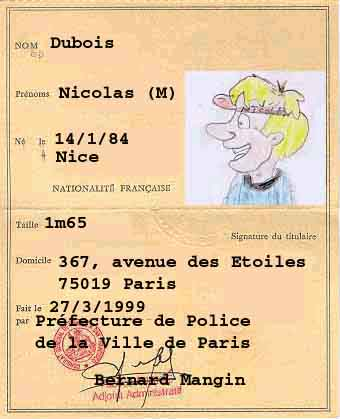 NOM Dubois
Prénoms Nicolas (M)
Né le 14/1/84
à Nice
NATIONALITÉ FRANÇAISE
Taille 1m65
Signature du titulaire
Domicile 367, avenue des Etoiles
75019 Paris
Fait le 27/3/1999
par Préfecture de Police
de la Ville de Paris
Bernard Mangin
Adjoint Administratif